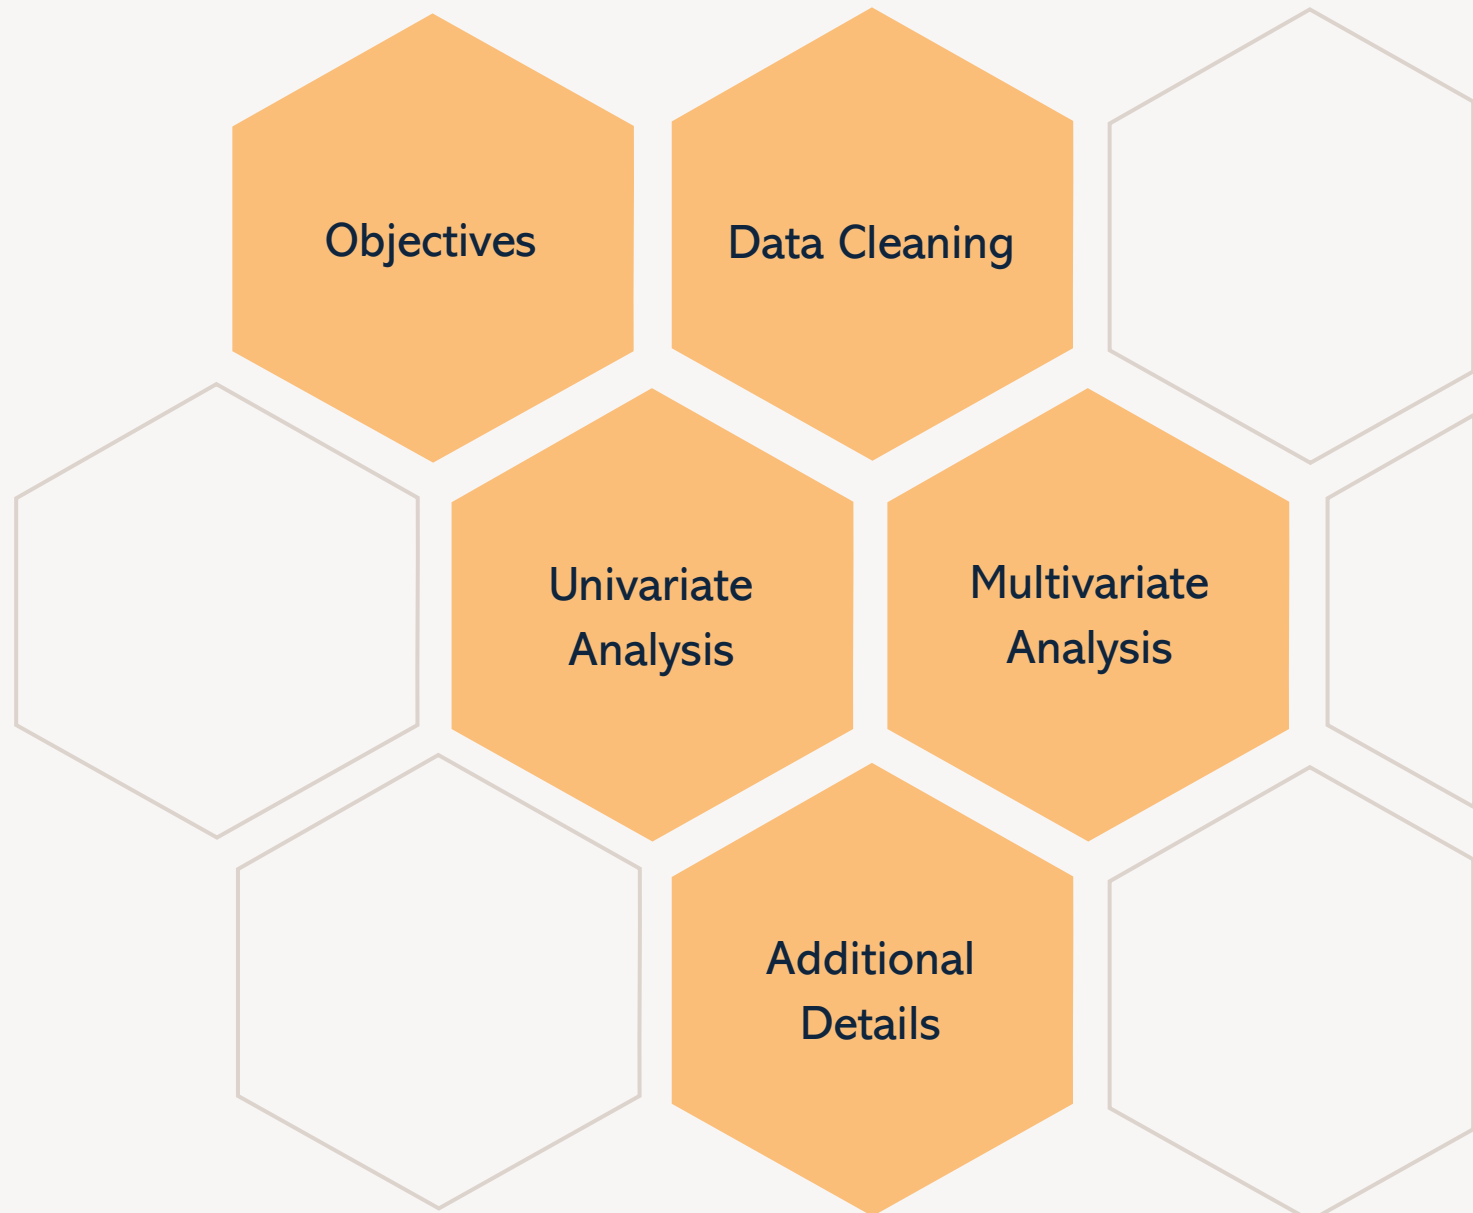 Objectives
Data Cleaning
Univariate
Analysis
Multivariate
Analysis
Additional
Details